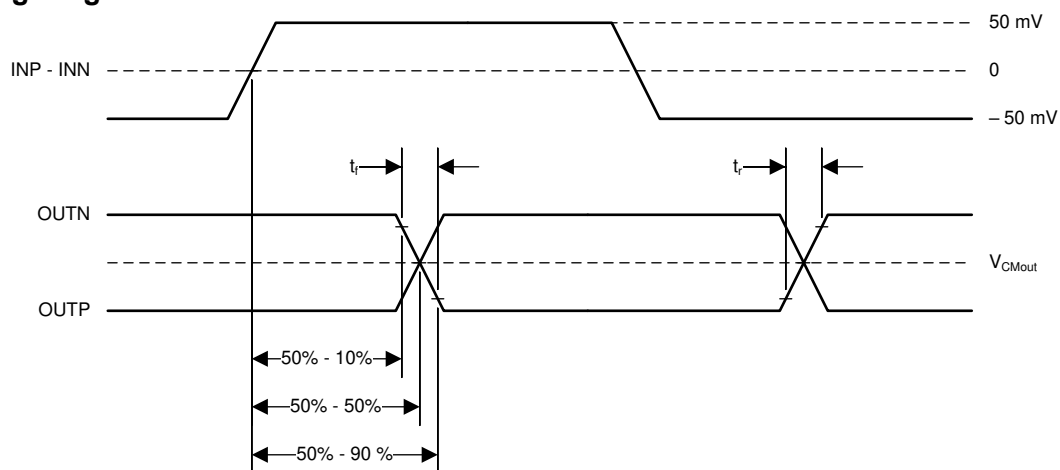 50 mV
INP - INN
0
– 50 mV
tf
tr
OUTN
VCMout
OUTP
50% - 10%
50% - 50%
50% - 90 %